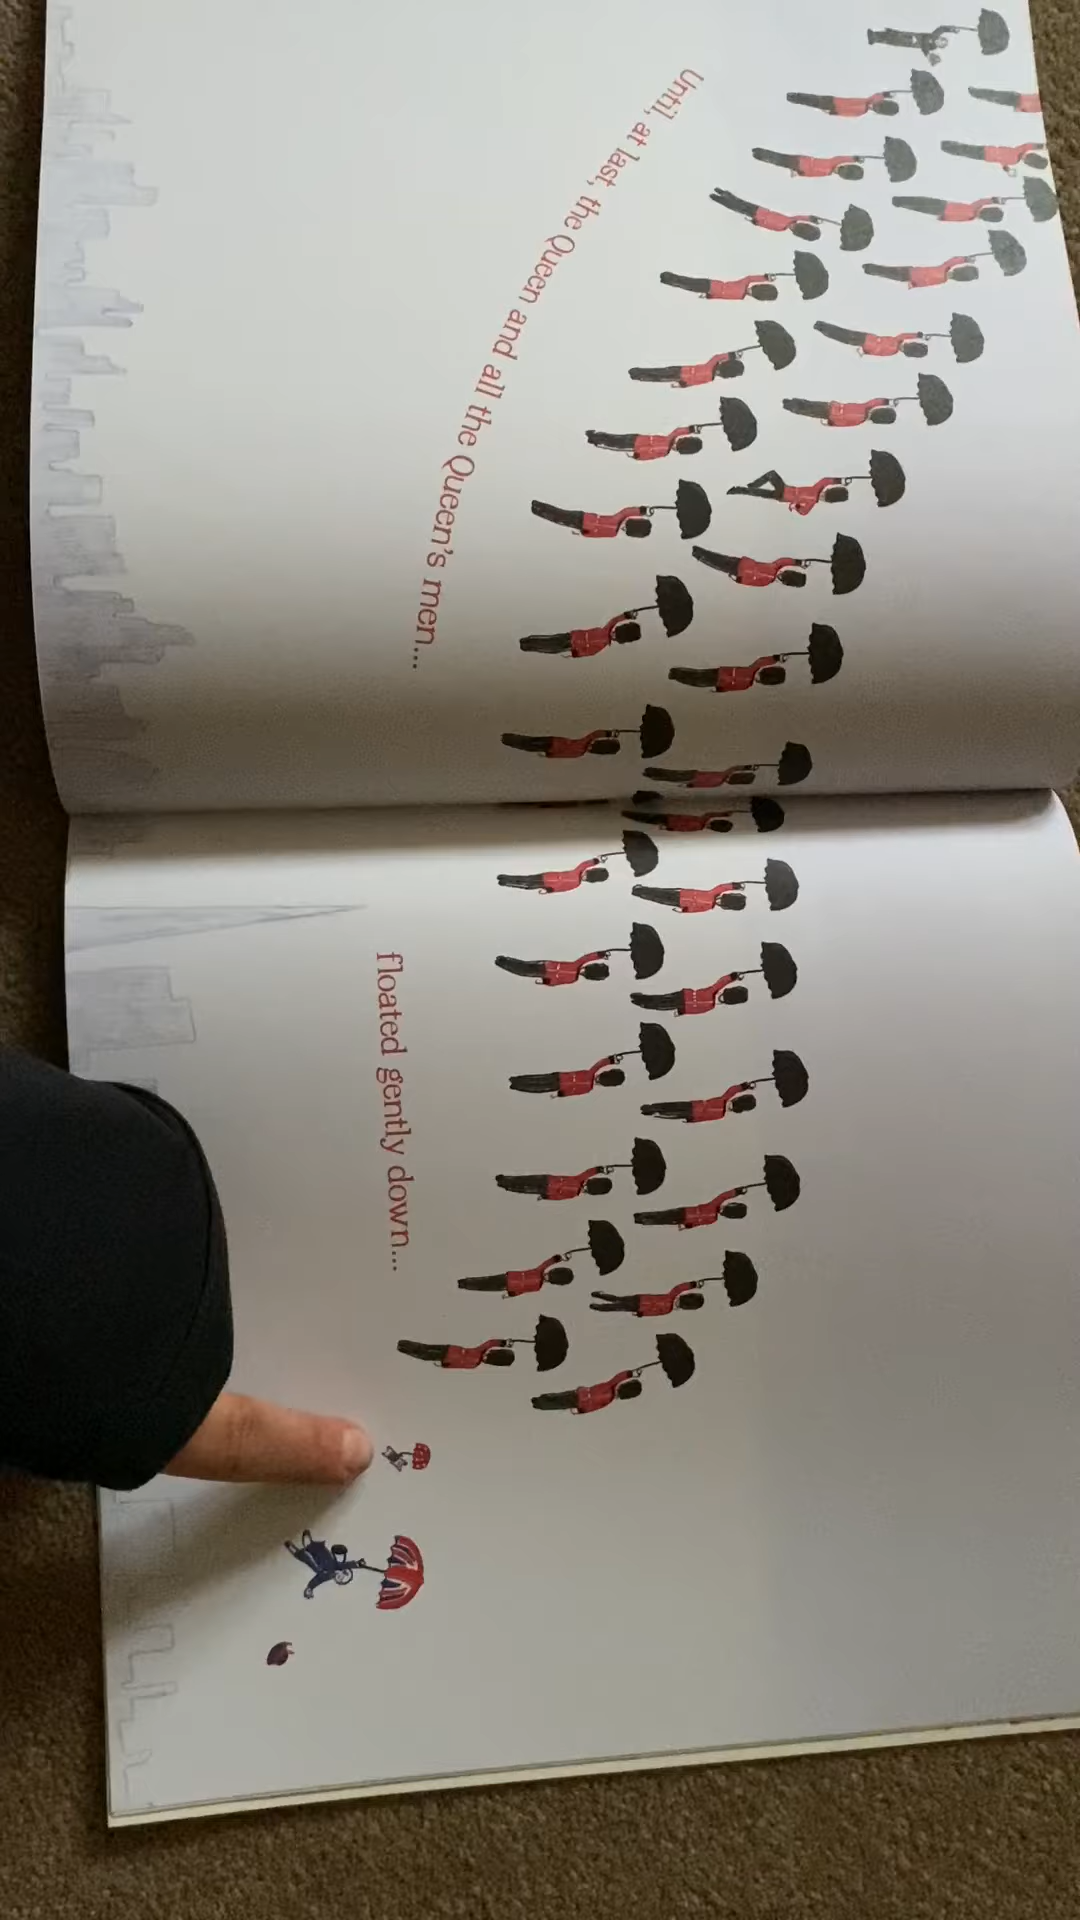 Until, at last, the Queen and all the Queen's men...
floated gently down...